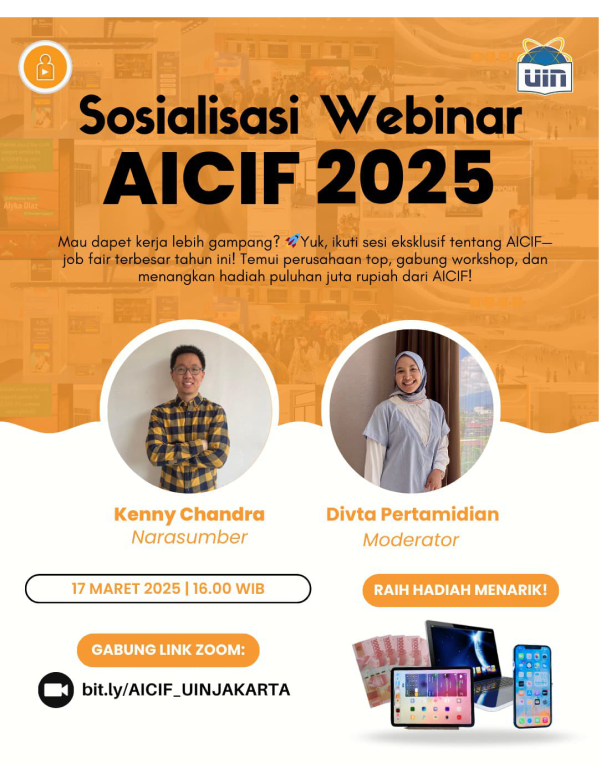 UIN
Sosialisasi Webinar
AICIF 2025
Mau dapet kerja lebih gampang? 🚀Yuk, ikuti sesi eksklusif tentang AICIF—
job fair terbesar tahun ini! Temui perusahaan top, gabung workshop, dan
menangkan hadiah puluhan juta rupiah dari AICIF!
Kenny Chandra
Narasumber
Divta Pertamidian
Moderator
17 MARET 2025 | 16.00 WIB
RAIH HADIAH MENARIK!
GABUNG LINK ZOOM:
bit.ly/AICIF_UINJAKARTA